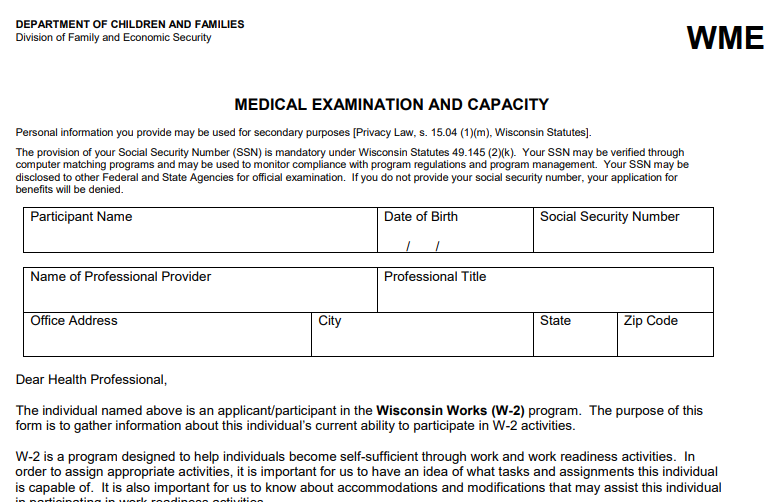 DEPARTMENT OF CHILDREN AND FAMILIES
Division of Family and Economic Security
WME
MEDICAL EXAMINATION AND CAPACITY
Personal information you provide may be used for secondary purposes [Privacy Law, s. 15.04 (1)(m), Wisconsin Statutes].
The provision of your Social Security Number (SSN) is mandatory under Wisconsin Statutes 49.145 (2)(k). Your SSN may be verified through
computer matching programs and may be used to monitor compliance with program regulations and program management. Your SSN may be
disclosed to other Federal and State Agencies for official examination. If you do not provide your social security number, your application for
benefits will be denied.
Participant Name
Date of Birth
Social Security Number
/ /
Name of Professional Provider
Professional Title
Office Address
City
State
Zip Code
Dear Health Professional,
The individual named above is an applicant/participant in the Wisconsin Works (W-2) program. The purpose of this
form is to gather information about this individual's current ability to participate in W-2 activities.
W-2 is a program designed to help individuals become self-sufficient through work and work readiness activities. In
order to assign appropriate activities, it is important for us to have an idea of what tasks and assignments this individual
is capable of. It is also important for us to know about accommodations and modifications that may assist this individual
in participating in work readiness activities.